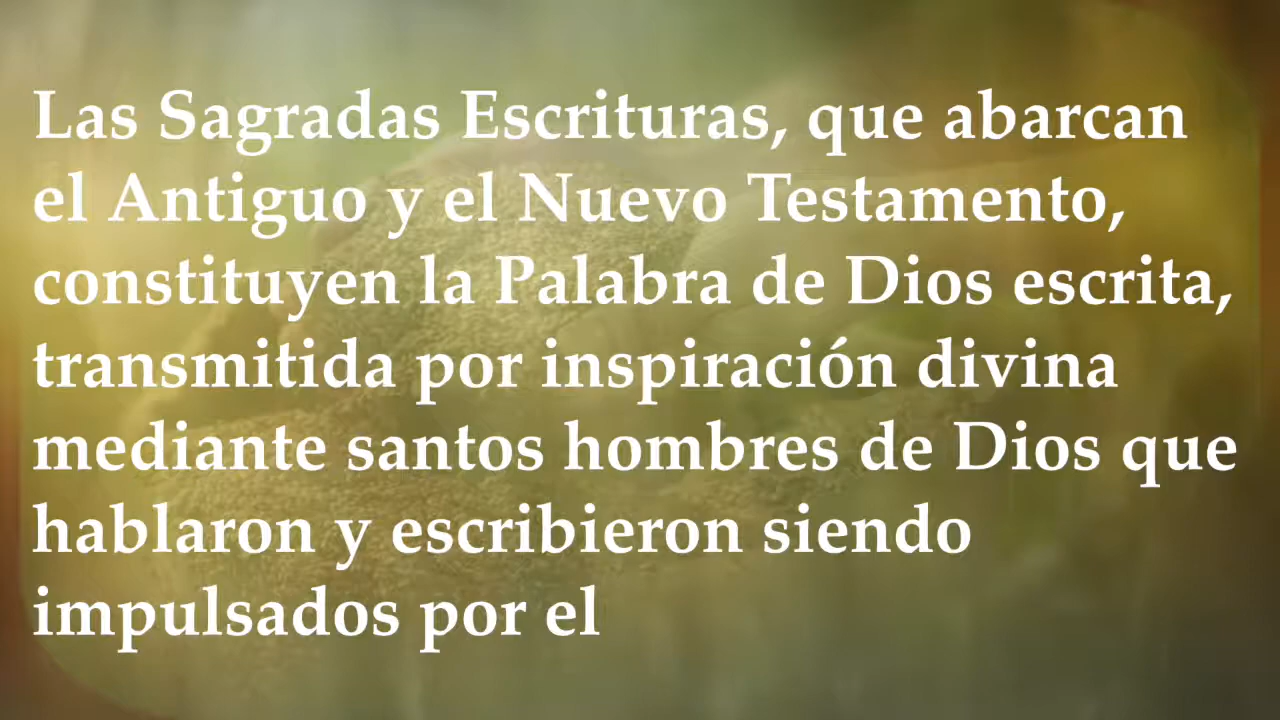 Las Sagradas Escrituras, que abarcan
el Antiguo y el Nuevo Testamento,
constituyen la Palabra de Dios escrita,
transmitida por inspiración divina
mediante santos hombres de Dios que
hablaron y escribieron siendo
impulsados por el